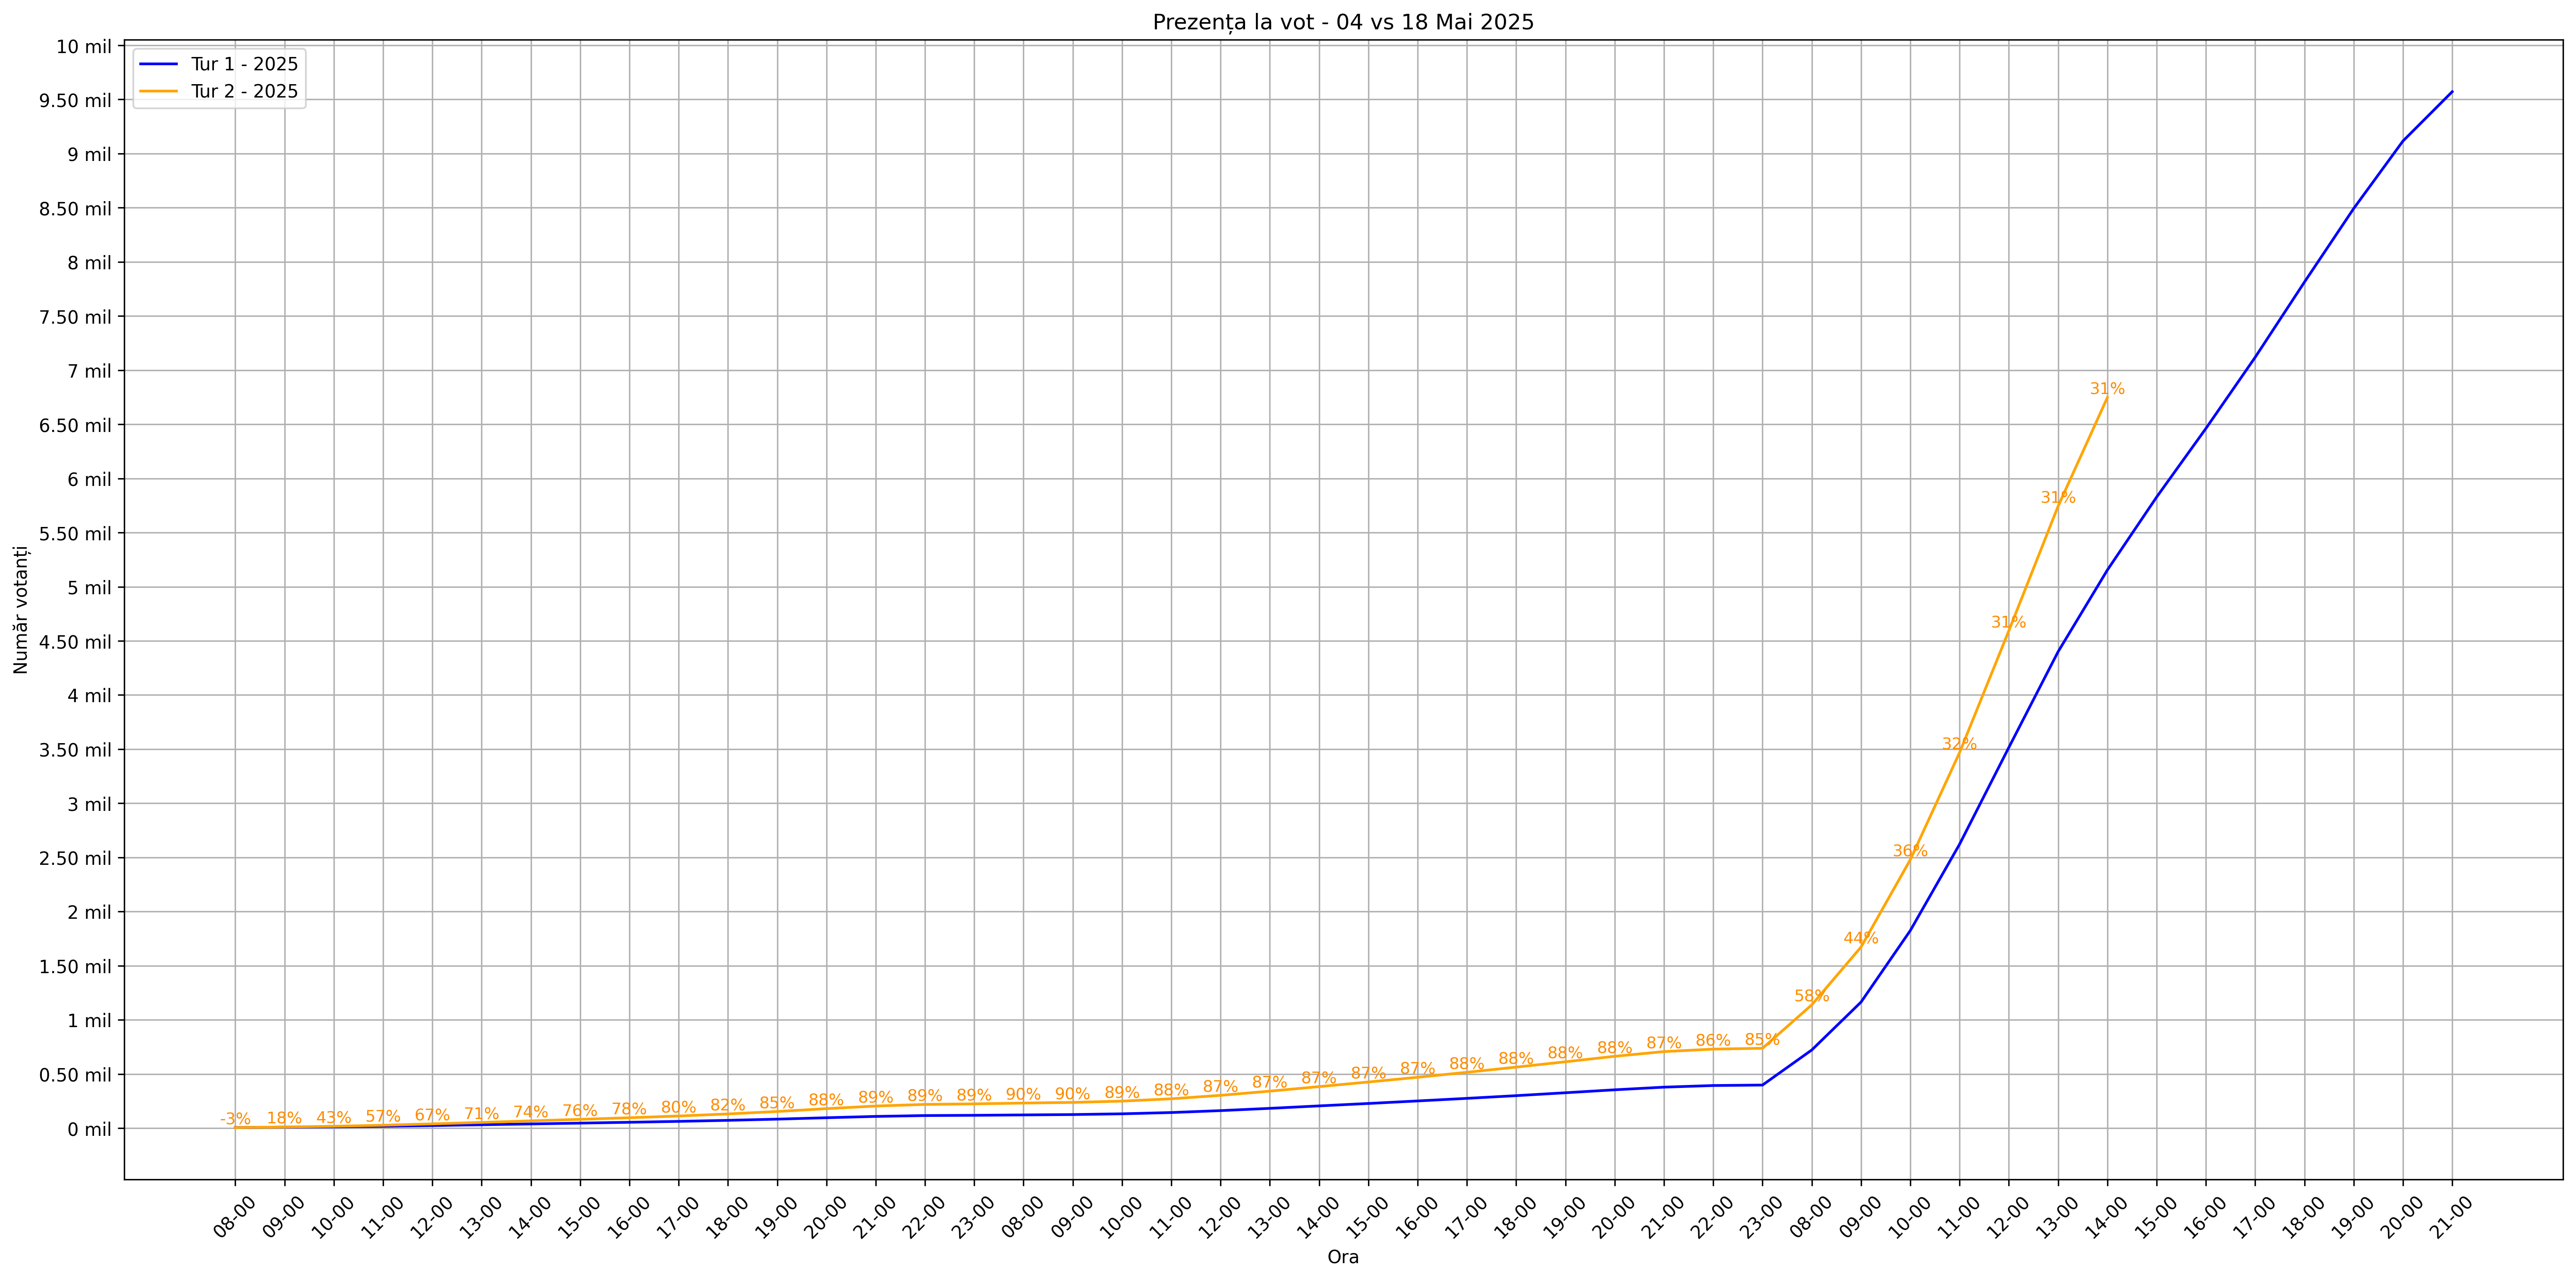 Prezența la vot - 04 vs 18 Mai 2025
Tur 1 - 2025
Tur 2 - 2025
Număr votanți
10 mil
9.50 mil
9 mil
8.50 mil
8 mil
7.50 mil
7 mil
6.50 mil
6 mil
5.50 mil
5 mil
4.50 mil
4 mil
3.50 mil
3 mil
2.50 mil
2 mil
1.50 mil
1 mil
0.50 mil
0 mil
-3% 18% 43% 57% 67% 71% 74% 76% 78% 80% 82% 85% 88% 89% 89% 89% 90% 90% 89% 88% 87% 87% 87% 87% 87% 88% 88% 88% 88% 87% 86% 85% 58% 44% 36% 32% 31% 31% 31%
08-00 09-00 10-00 11-00 12-00 13-00 14-00 15-00 16-00 17-00 18-00 19-00 20-00 21-00 22-00 23-00 08-00 09-00 10-00 11-00 12-00 13-00 14-00 15-00 16-00 17-00 18-00 19-00 20-00 21-00 22-00 23-00 08-00 09-00 10-00 11-00 12-00 13-00 14-00 15-00 16-00 17-00 18-00 19-00 20-00 21-00
Ora